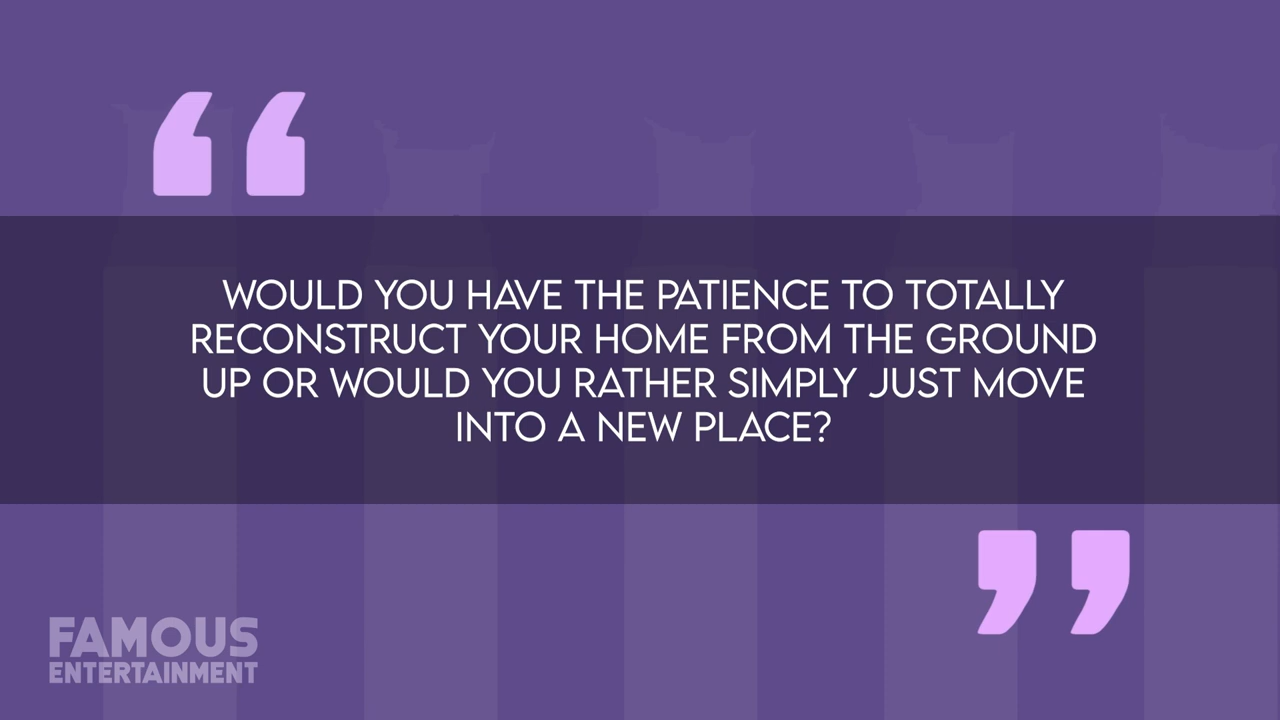 WOULD YOU HAVE THE PATIENCE TO TOTALLY
RECONSTRUCT YOUR HOME FROM THE GROUND
UP OR WOULD YOU RATHER SIMPLY JUST MOVE
INTO A NEW PLACE?
FAMOUS
ENTERTAINMENT